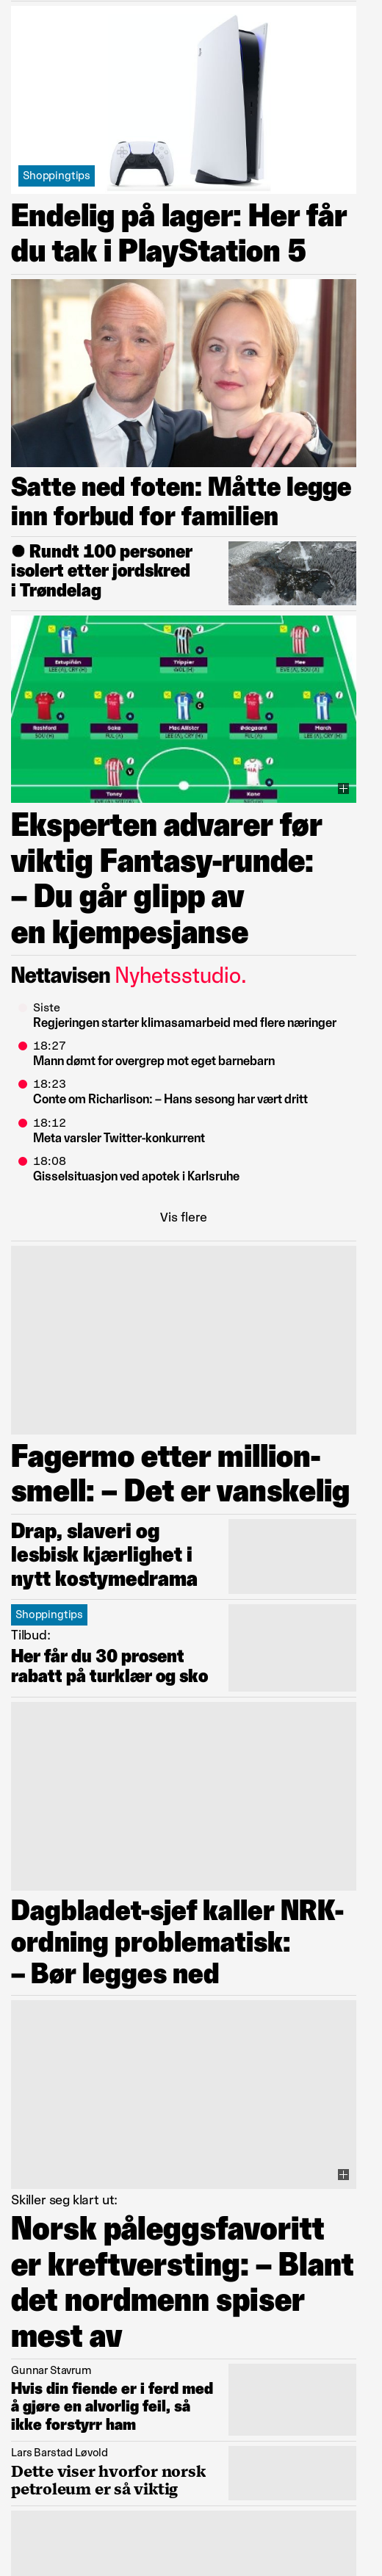 Shoppingtips
Endelig på lager: Her får
du tak i PlayStation 5
Satte ned foten: Måtte legge
inn forbud for familien
● Rundt 100 personer
isolert etter jordskred
i Trøndelag
Estupiñán
Trippier
Mee
Rashford
Saka
Mac Allister
Ødegaard
March
Toney
Kane
Eksperten advarer før
viktig Fantasy-runde:
– Du går glipp av
en kjempesjanse
Nettavisen Nyhetsstudio.
Siste
Regjeringen starter klimasamarbeid med flere næringer
18:27
Mann dømt for overgrep mot eget barnebarn
18:23
Conte om Richarlison: – Hans sesong har vært dritt
18:12
Meta varsler Twitter-konkurrent
18:08
Gisselsituasjon ved apotek i Karlsruhe
Vis flere
Fagermo etter million-
smell: – Det er vanskelig
Drap, slaveri og
lesbisk kjærlighet i
nytt kostymedrama
Shoppingtips
Tilbud:
Her får du 30 prosent
rabatt på turklær og sko
Dagbladet-sjef kaller NRK-
ordning problematisk:
– Bør legges ned
Skiller seg klart ut:
Norsk påleggsfavoritt
er kreftversting: – Blant
det nordmenn spiser
mest av
Gunnar Stavrum
Hvis din fiende er i ferd med
å gjøre en alvorlig feil, så
ikke forstyrr ham
Lars Barstad Løvold
Dette viser hvorfor norsk
petroleum er så viktig